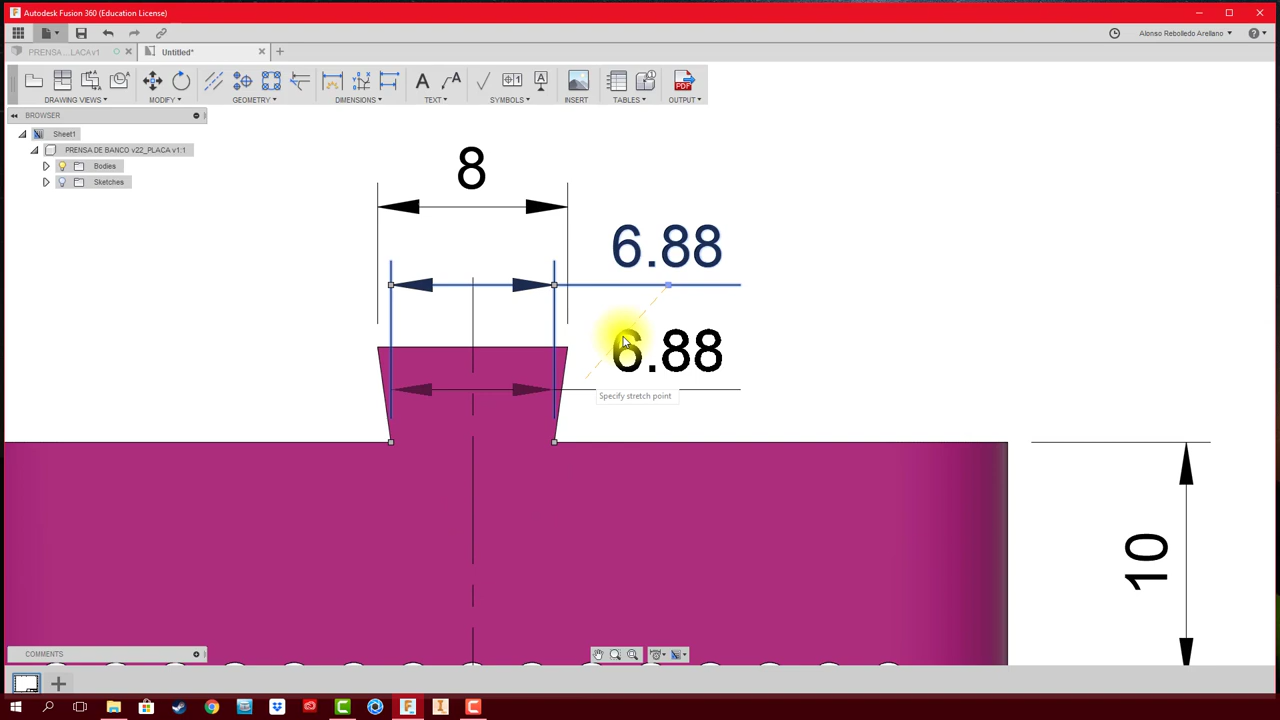 Autodesk Fusion 360 (Education License)
Alonso Rebolledo Arellano
PRENSA ...LACAv1
Untitled*
DRAWING VIEWS
MODIFY
GEOMETRY
DIMENSIONS
TEXT
SYMBOLS
INSERT
TABLES
OUTPUT
BROWSER
Sheet1
PRENSA DE BANCO v22_PLACA v1:1
Bodies
Sketches
8
6.88
6.88
Specify stretch point
10
COMMENTS